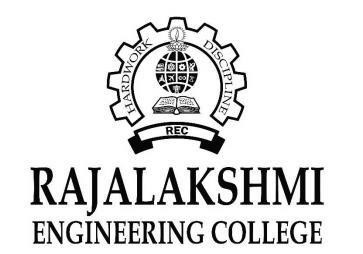 HARDWORK DISCIPLINE
REC
RAJALAKSHMI
ENGINEERING COLLEGE